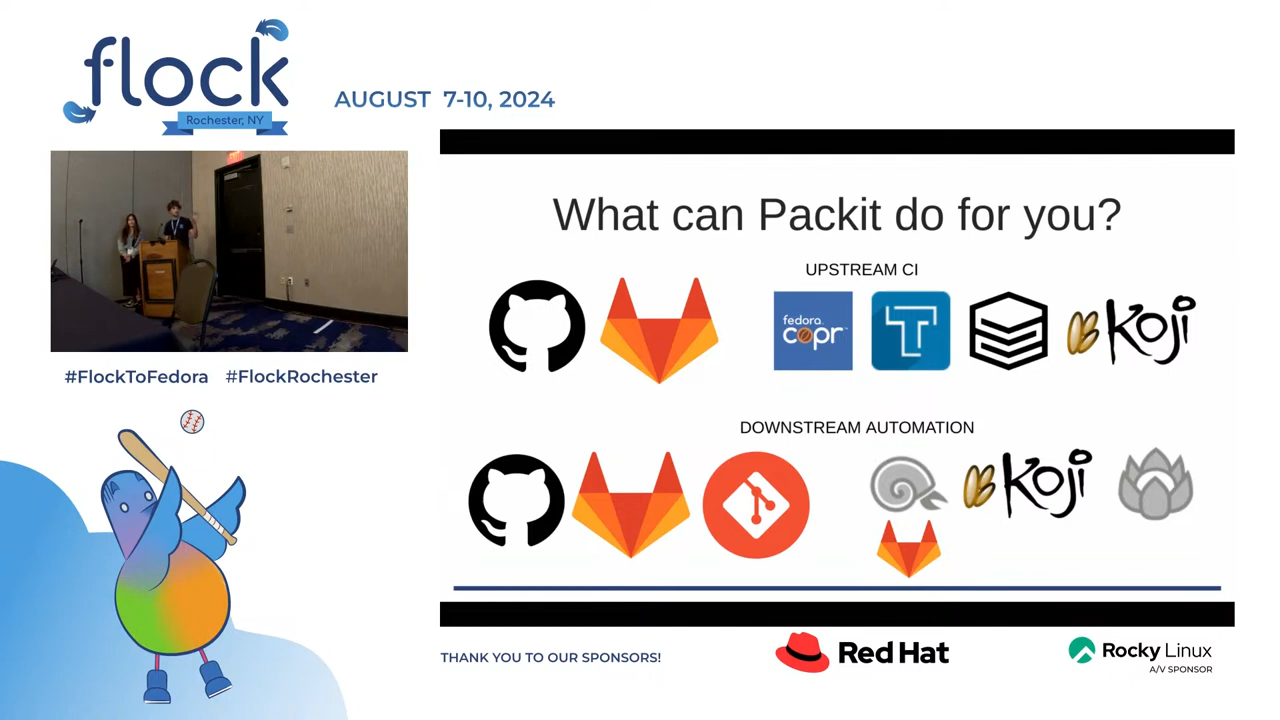 flock
Rochester, NY
AUGUST 7-10, 2024
What can Packit do for you?
UPSTREAM CI
fedora
copr
T
Koji
DOWNSTREAM AUTOMATION
Koji
#FlockToFedora #FlockRochester
THANK YOU TO OUR SPONSORS!
Red Hat
Rocky Linux
A/V SPONSOR